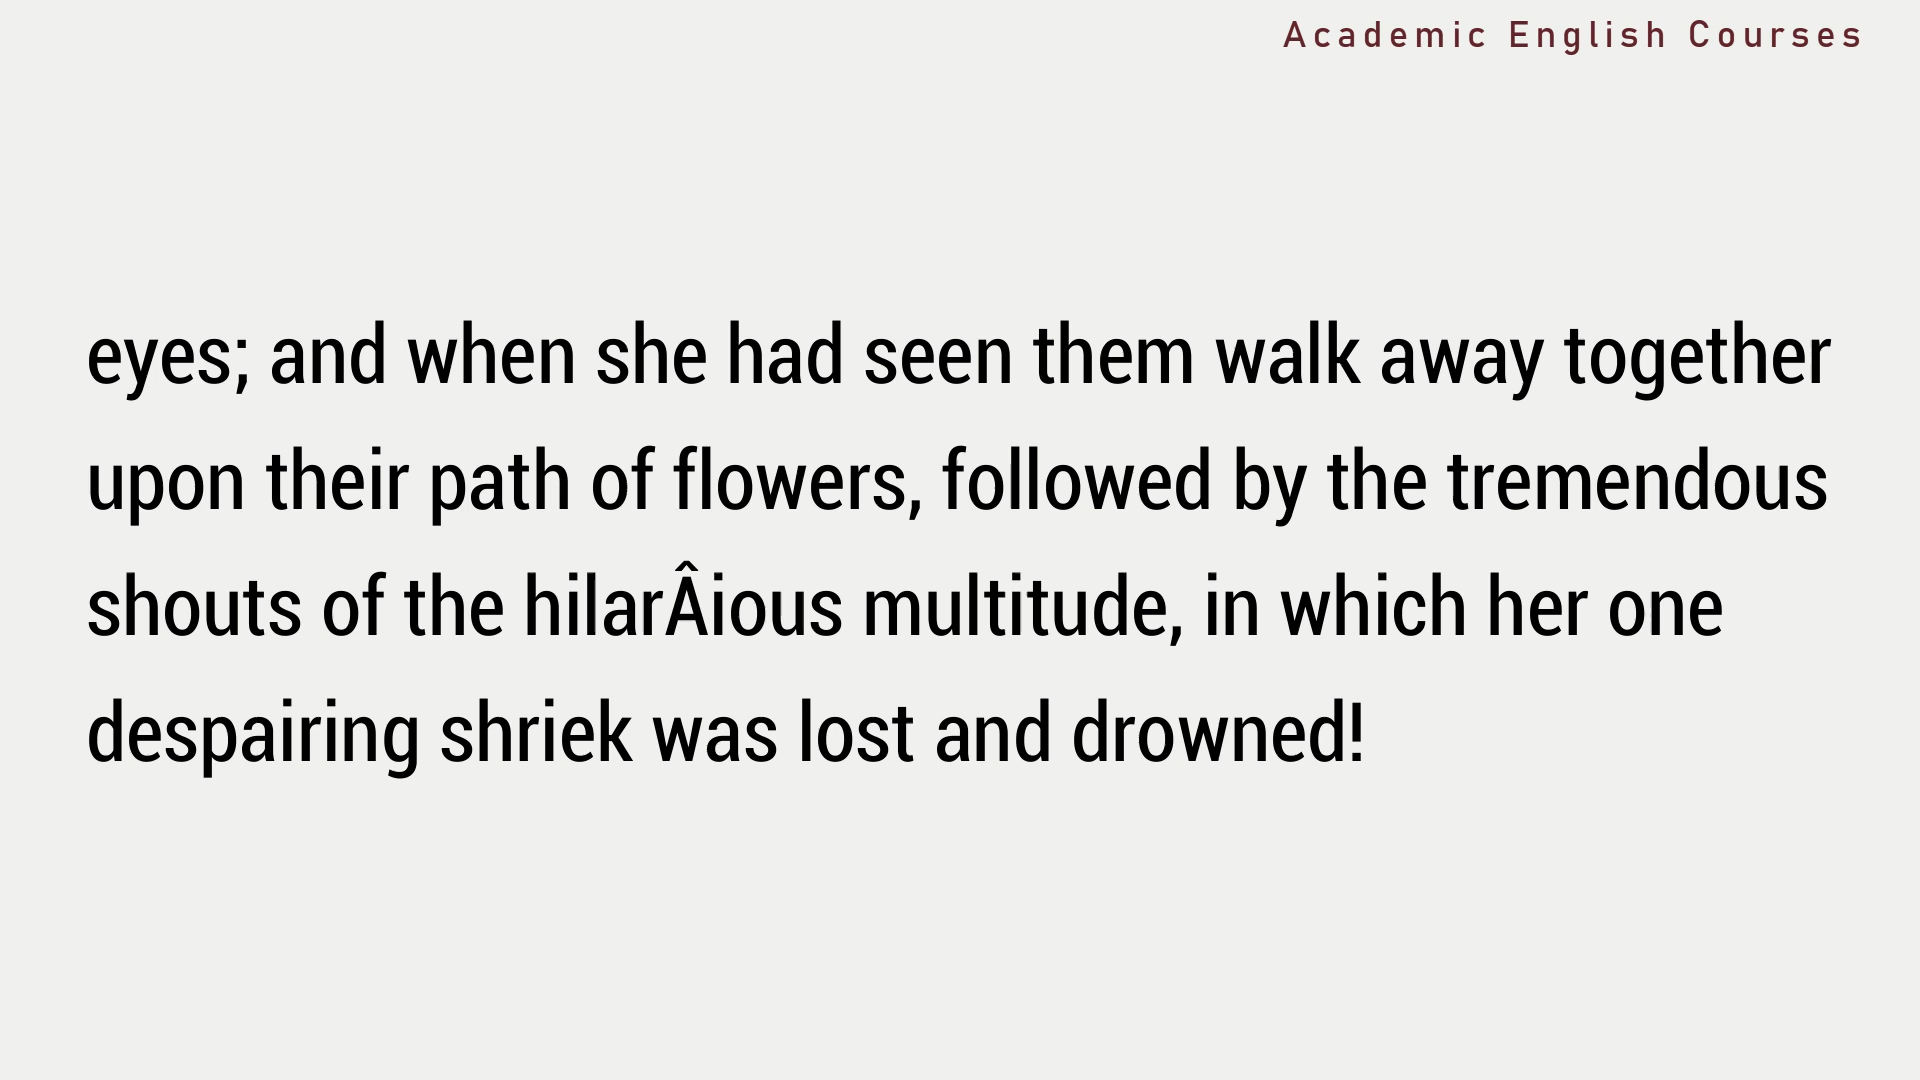 Academic English Courses
eyes; and when she had seen them walk away together
upon their path of flowers, followed by the tremendous
shouts of the hilarÂious multitude, in which her one
despairing shriek was lost and drowned!